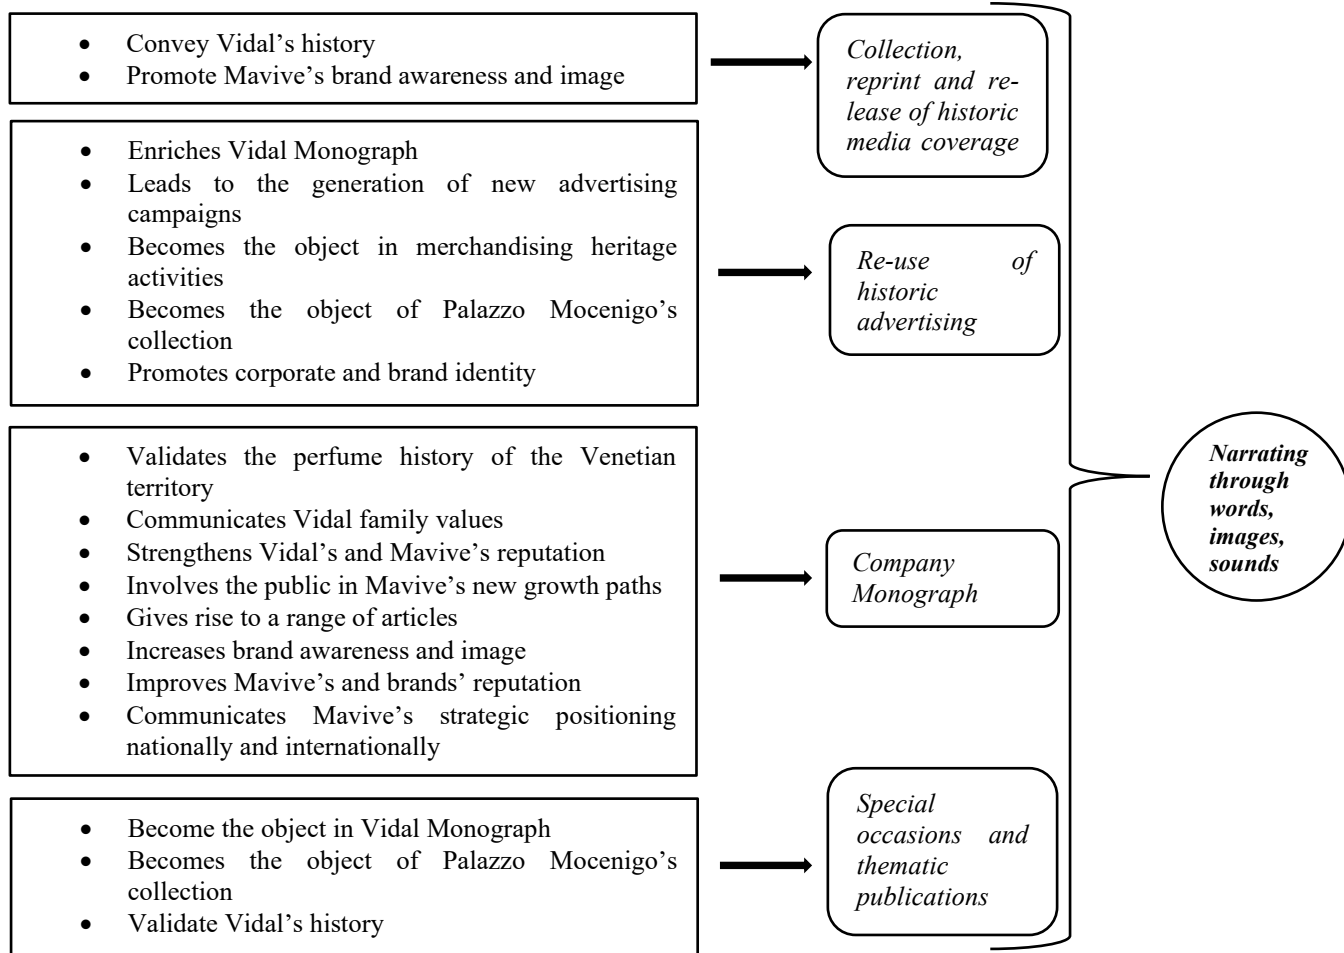 • Convey Vidal’s history
• Promote Mavive’s brand awareness and image
Collection,
reprint and re-
lease of historic
media coverage
• Enriches Vidal Monograph
• Leads to the generation of new advertising
campaigns
• Becomes the object in merchandising heritage
activities
• Becomes the object of Palazzo Mocenigo’s
collection
• Promotes corporate and brand identity
Re-use of
historic
advertising
• Validates the perfume history of the Venetian
territory
• Communicates Vidal family values
• Strengthens Vidal’s and Mavive’s reputation
• Involves the public in Mavive’s new growth paths
• Gives rise to a range of articles
• Increases brand awareness and image
• Improves Mavive’s and brands’ reputation
• Communicates Mavive’s strategic positioning
nationally and internationally
Company
Monograph
• Become the object in Vidal Monograph
• Becomes the object of Palazzo Mocenigo’s
collection
• Validate Vidal’s history
Special
occasions and
thematic
publications
Narrating
through
words,
images,
sounds